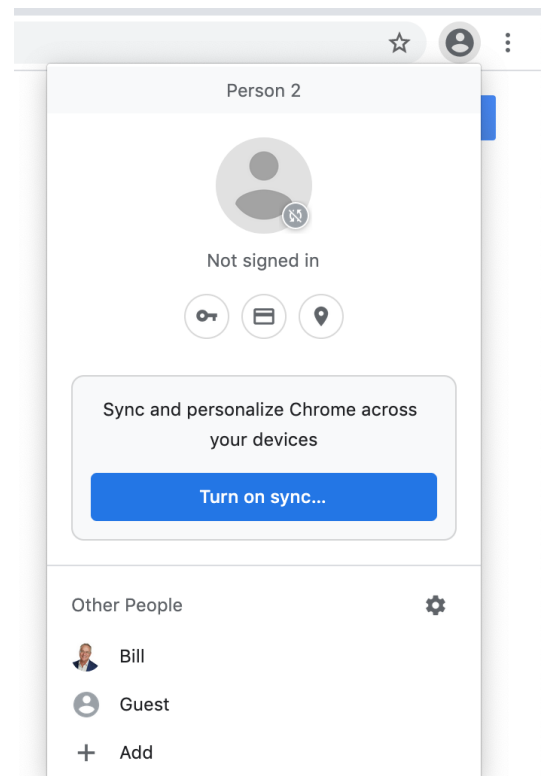 Person 2
Not signed in
Sync and personalize Chrome across
your devices
Turn on sync...
Other People
Bill
Guest
Add